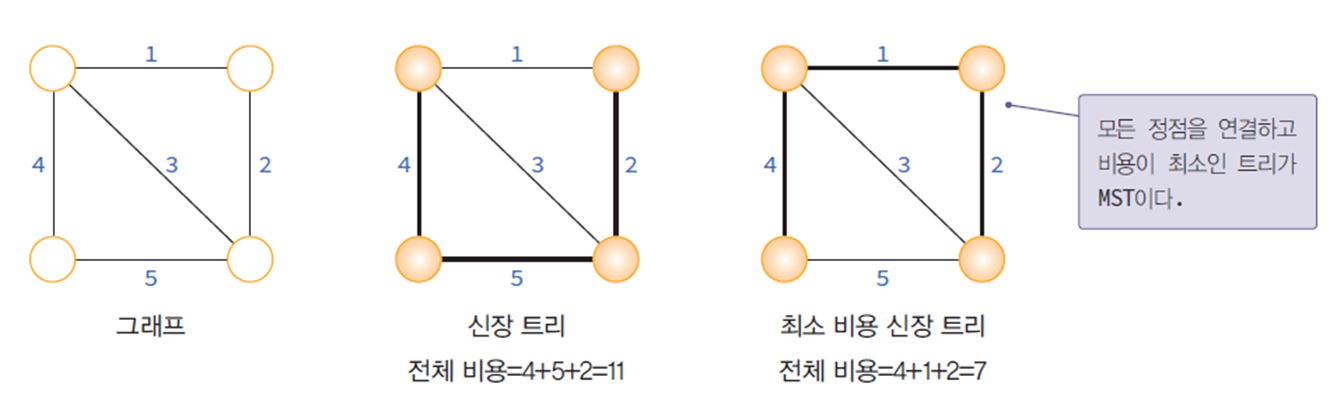 1
4
3
2
5
그래프
1
4
3
2
5
신장 트리
전체 비용=4+5+2=11
1
4
3
2
5
최소 비용 신장 트리
전체 비용=4+1+2=7
모든 정점을 연결하고
비용이 최소인 트리가
MST이다.